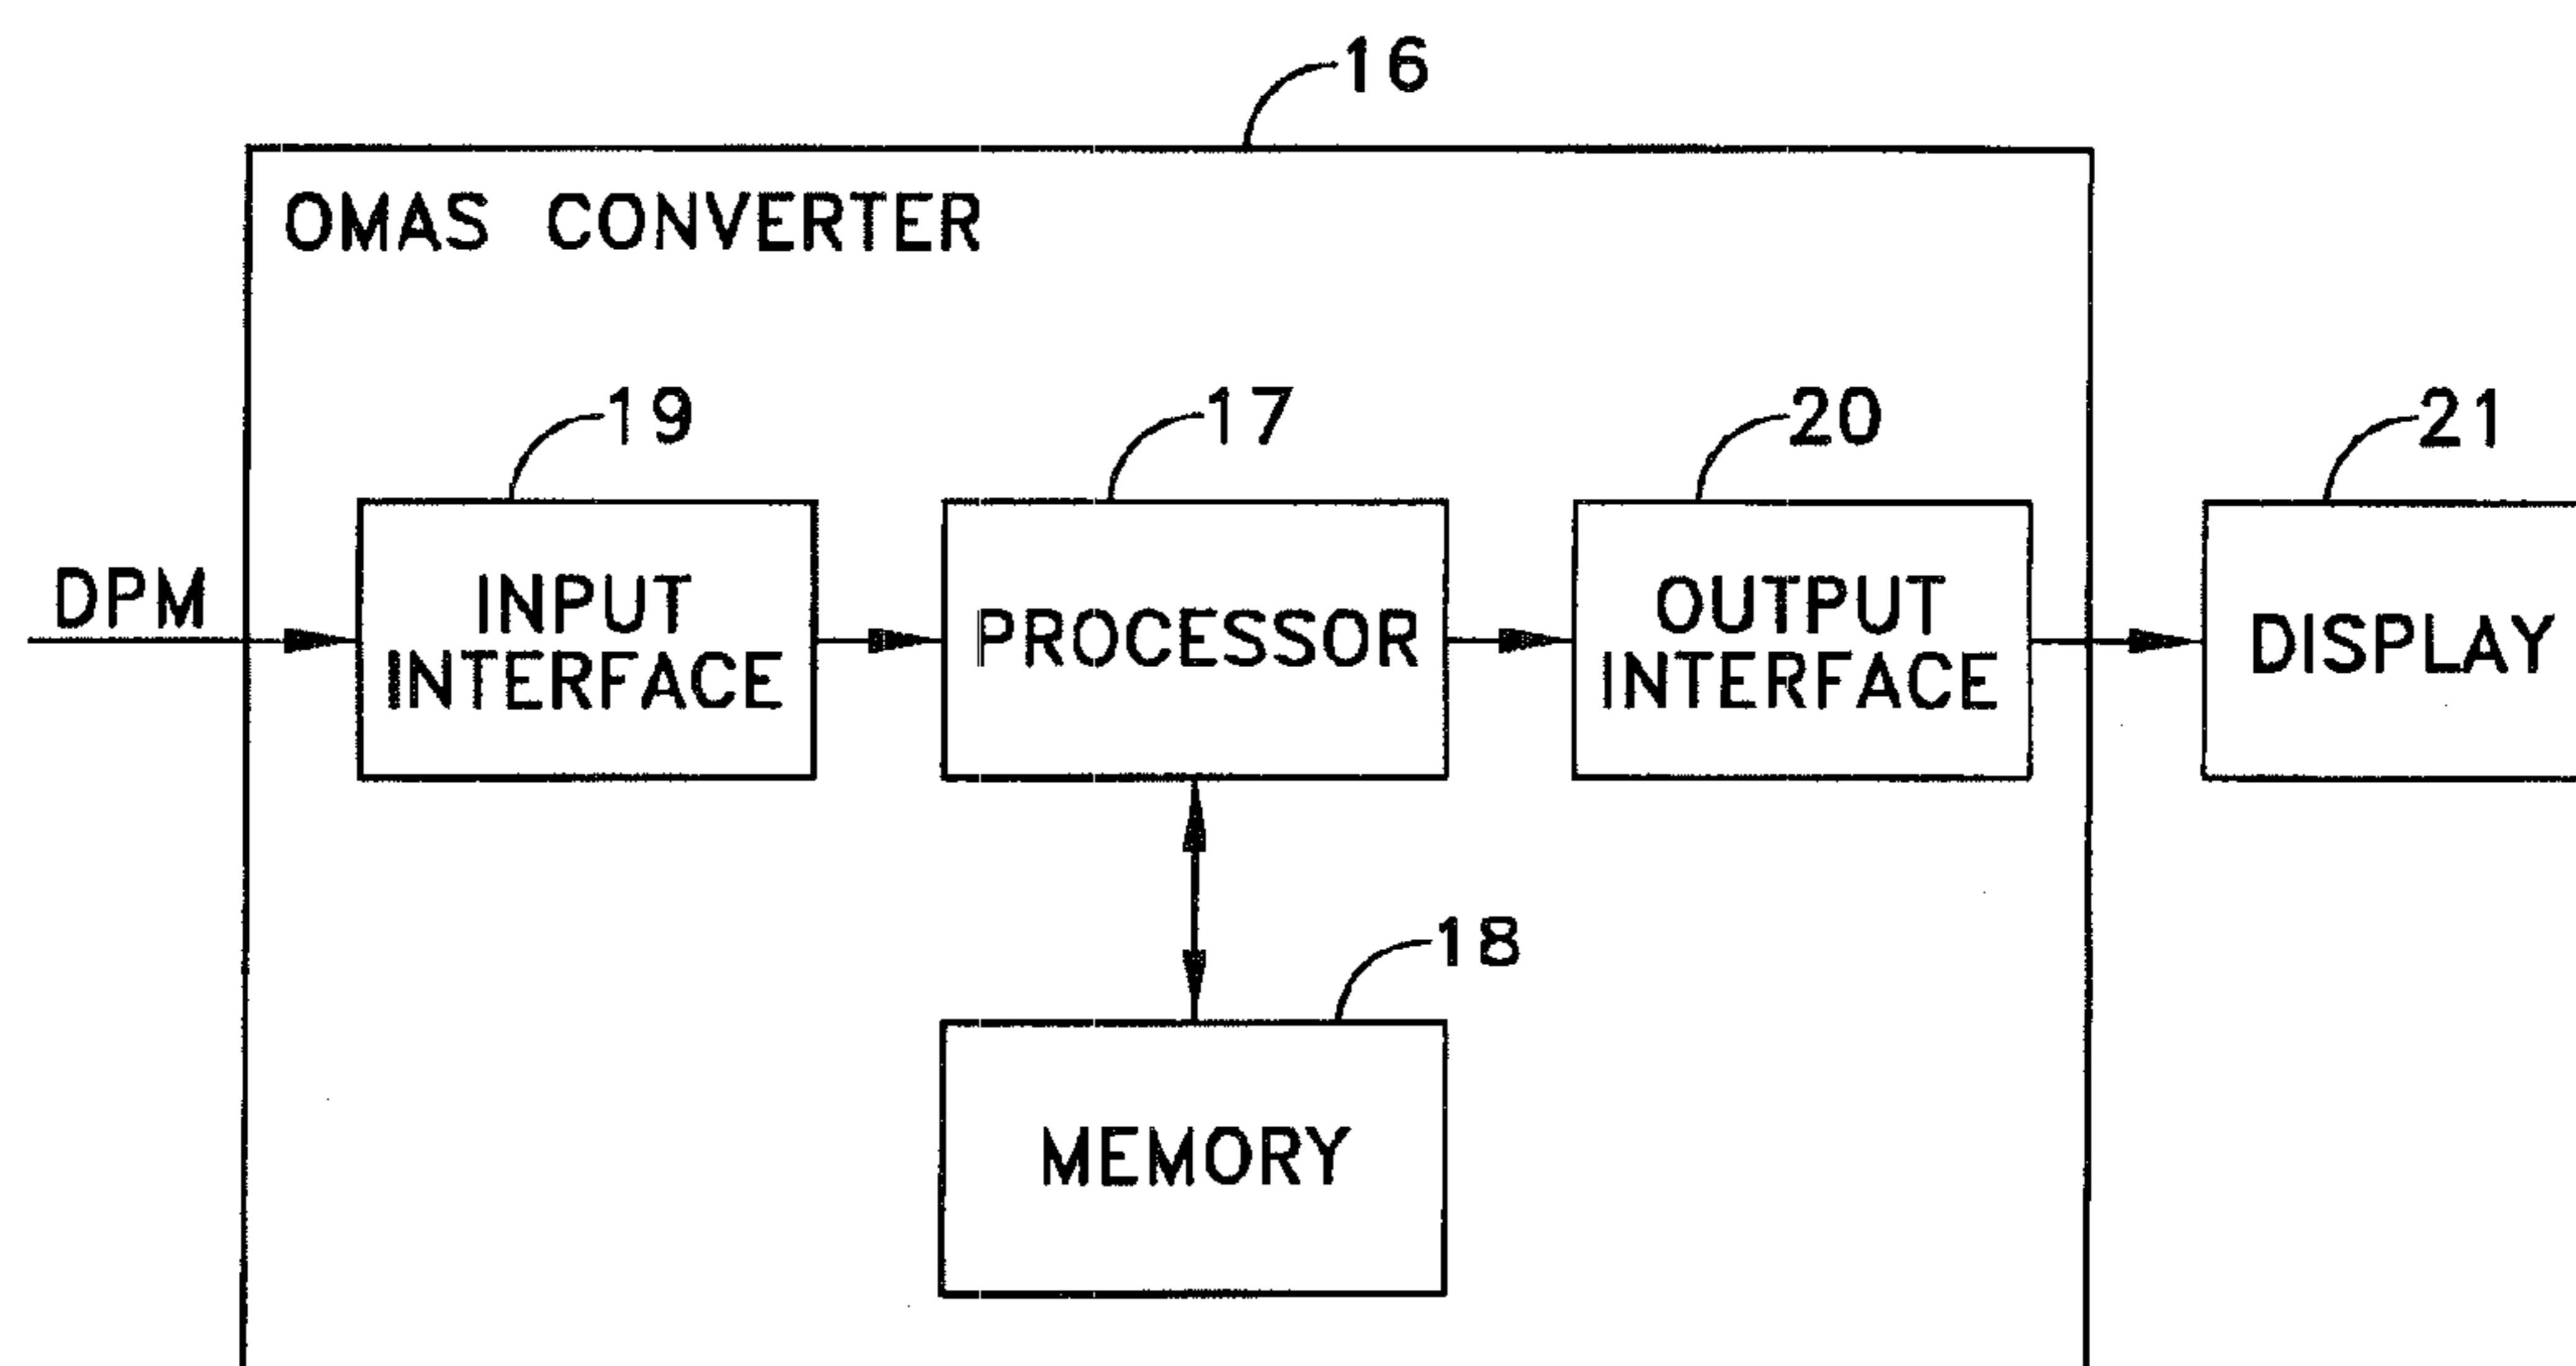 16
OMAS CONVERTER
19
17
20
21
DPM
INPUT
INTERFACE
PROCESSOR
OUTPUT
INTERFACE
DISPLAY
18
MEMORY